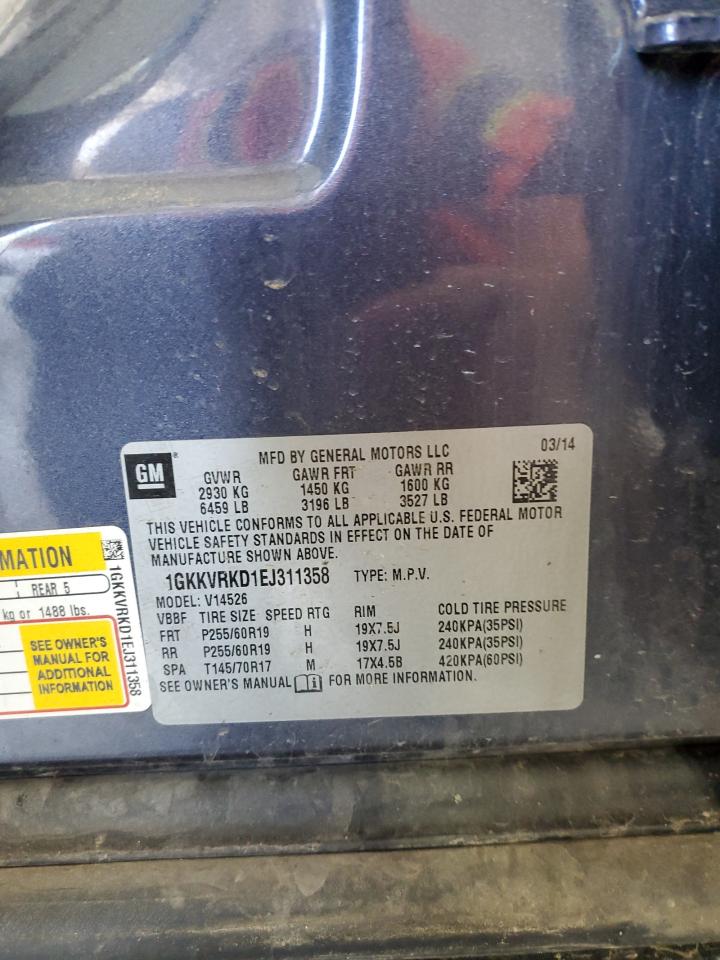 GM
®
MFD BY GENERAL MOTORS LLC
03/14
GVWR GAWR FRT GAWR RR
2930 KG 1450 KG 1600 KG
6459 LB 3196 LB 3527 LB
THIS VEHICLE CONFORMS TO ALL APPLICABLE U.S. FEDERAL MOTOR
VEHICLE SAFETY STANDARDS IN EFFECT ON THE DATE OF
MANUFACTURE SHOWN ABOVE.
1GKKVRKD1EJ311358 TYPE: M.P.V.
MODEL: V14526
VBBF TIRE SIZE SPEED RTG RIM COLD TIRE PRESSURE
FRT P255/60R19 H 19X7.5J 240KPA(35PSI)
RR P255/60R19 H 19X7.5J 240KPA(35PSI)
SPA T145/70R17 M 17X4.5B 420KPA(60PSI)
SEE OWNER'S MANUAL FOR MORE INFORMATION.
MATION
REAR 5
kg or 1488 lbs.
SEE OWNER'S
MANUAL FOR
ADDITIONAL
INFORMATION
1GKKVRKD1EJ311358